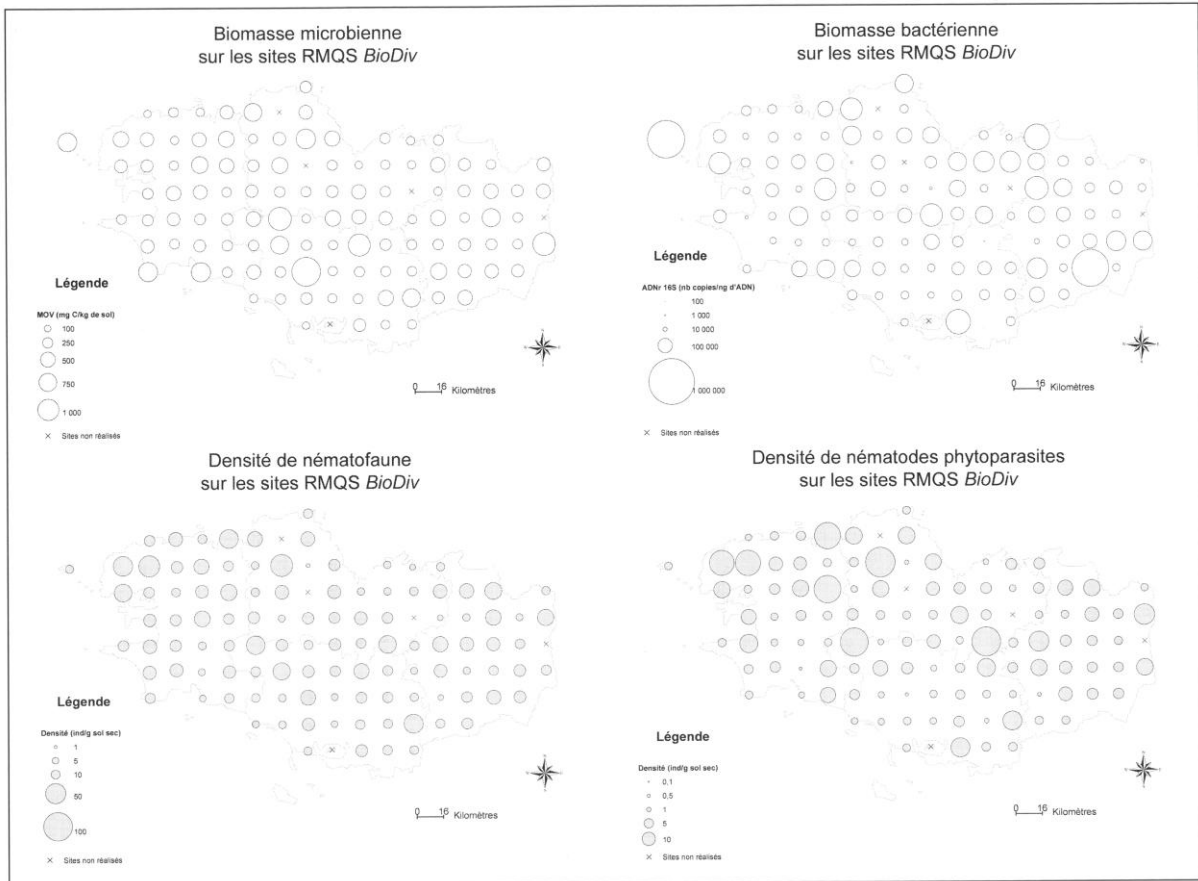 Biomasse microbienne
sur les sites RMQS BioDiv
Légende
MOV (mg C/kg de sol)
100
250
500
750
1 000
× Sites non réalisés
0 16 Kilomètres
Biomasse bactérienne
sur les sites RMQS BioDiv
Légende
ADNr 16S (nb copies/ng d'ADN)
100
1 000
10 000
100 000
1 000 000
× Sites non réalisés
0 16 Kilomètres
Densité de nématofaune
sur les sites RMQS BioDiv
Légende
Densité (ind/g sol sec)
1
5
10
50
100
× Sites non réalisés
0 16 Kilomètres
Densité de nématodes phytoparasites
sur les sites RMQS BioDiv
Légende
Densité (ind/g sol sec)
0,1
0,5
1
5
10
× Sites non réalisés
0 16 Kilomètres